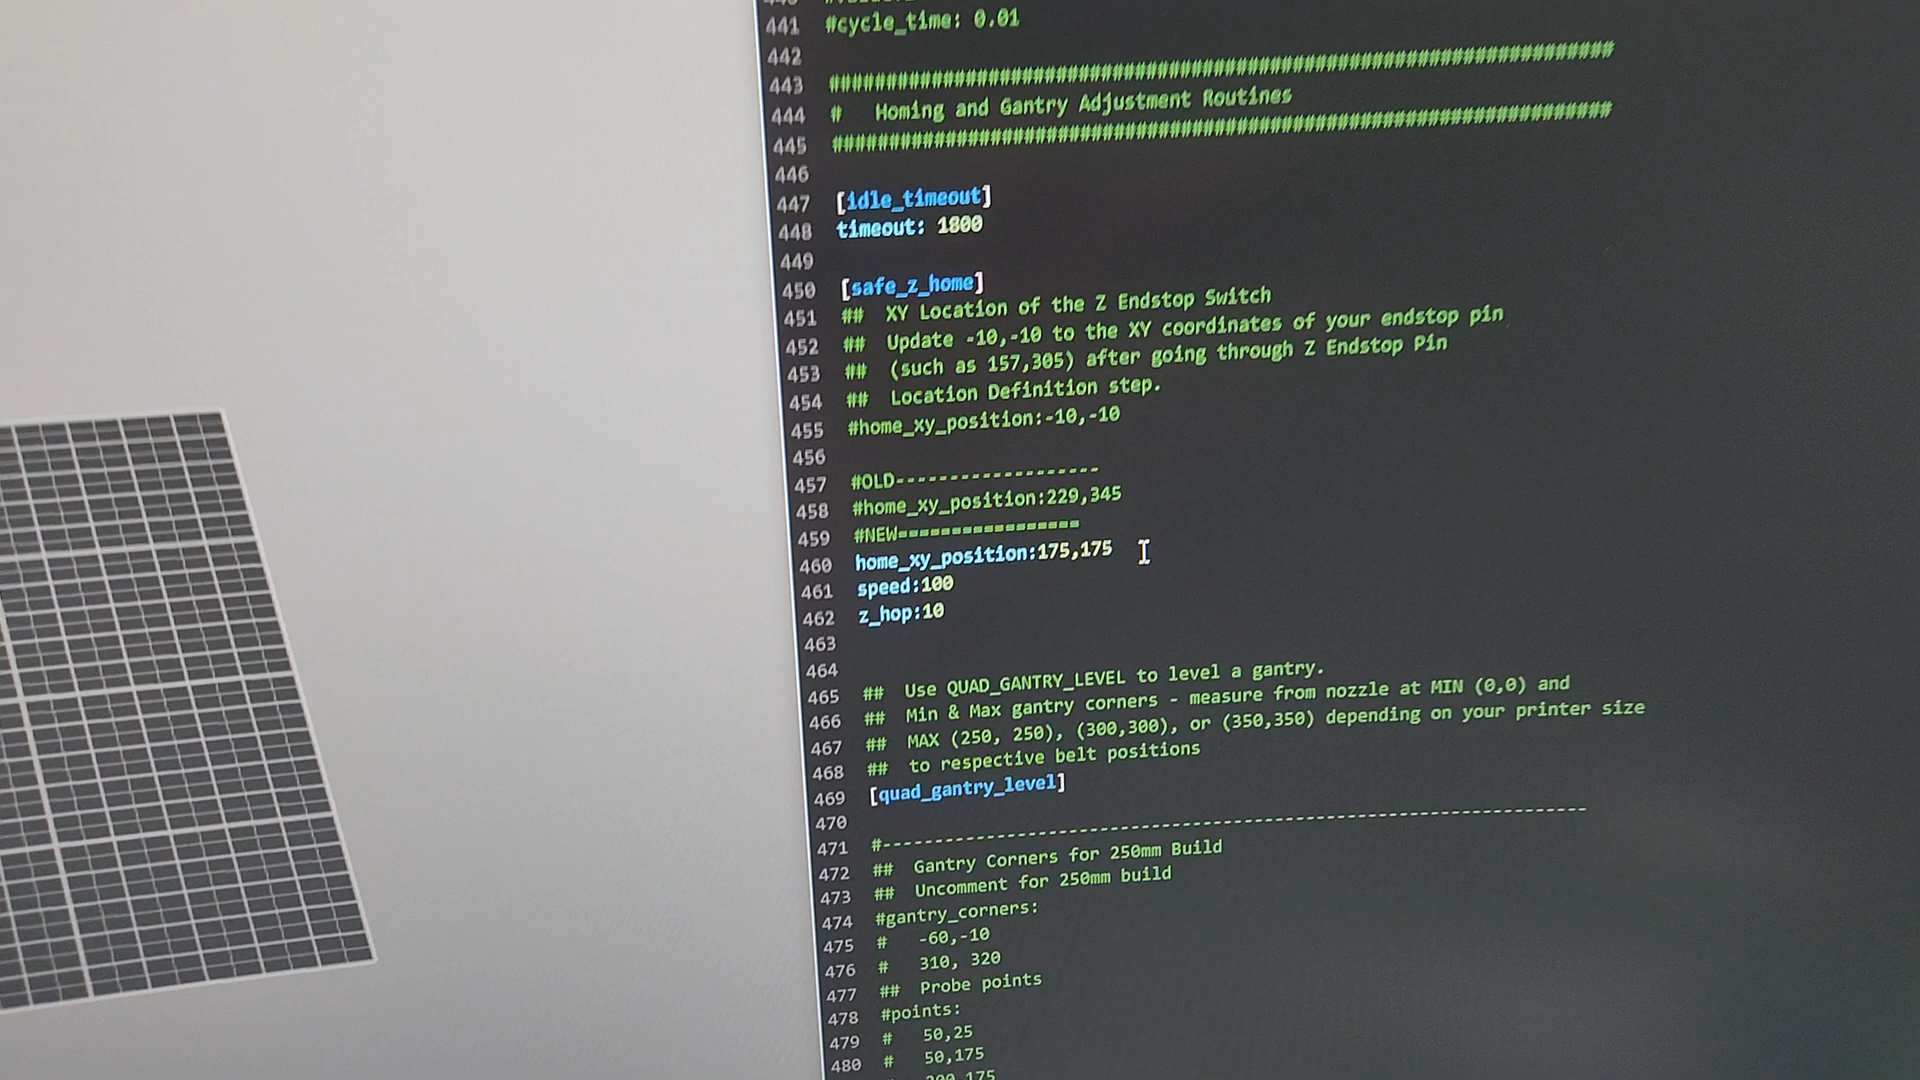 441 #cycle_time: 0.01
442
443 ######################################################################
444 #   Homing and Gantry Adjustment Routines
445 ######################################################################
446
447 [idle_timeout]
448 timeout: 1800
449
450 [safe_z_home]
451 ##  XY Location of the Z Endstop Switch
452 ##  Update -10,-10 to the XY coordinates of your endstop pin
453 ##  (such as 157,305) after going through Z Endstop Pin
454 ##  Location Definition step.
455 #home_xy_position:-10,-10
456
457 #OLD-------------------
458 #home_xy_position:229,345
459 #NEW=================
460 home_xy_position:175,175
461 speed:100
462 z_hop:10
463
464
465 ##  Use QUAD_GANTRY_LEVEL to level a gantry.
466 ##  Min & Max gantry corners - measure from nozzle at MIN (0,0) and
467 ##  MAX (250, 250), (300,300), or (350,350) depending on your printer size
468 ##  to respective belt positions
469 [quad_gantry_level]
470
471 #-----------------------------------------------------------------
472 ##  Gantry Corners for 250mm Build
473 ##  Uncomment for 250mm build
474 #gantry_corners:
475 #   -60,-10
476 #   310, 320
477 ##  Probe points
478 #points:
479 #   50,25
480 #   50,175
200,175